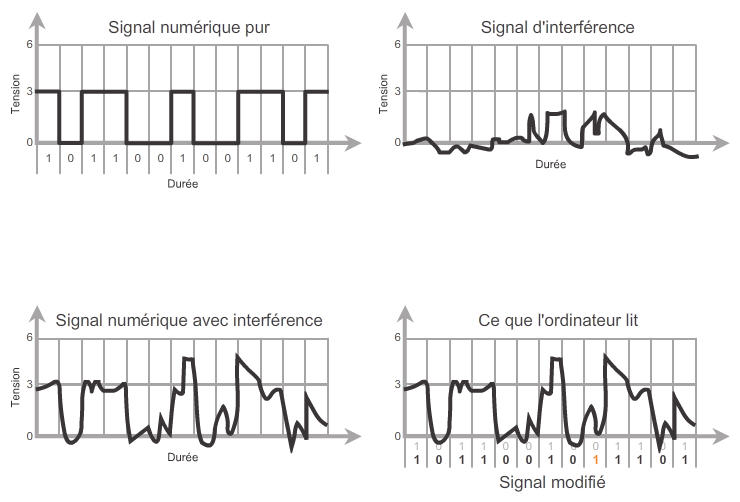 Signal numérique pur
6
3
0
Tension
1 0 1 1 0 0 1 0 0 1 1 0 1
Durée
Signal d'interférence
6
3
0
Tension
Durée
Signal numérique avec interférence
6
3
0
Tension
Durée
Ce que l'ordinateur lit
6
3
0
1 0 1 1 0 0 1 0 0 1 1 0 1
1 0 1 1 0 0 1 0 1 1 1 0 1
Signal modifié